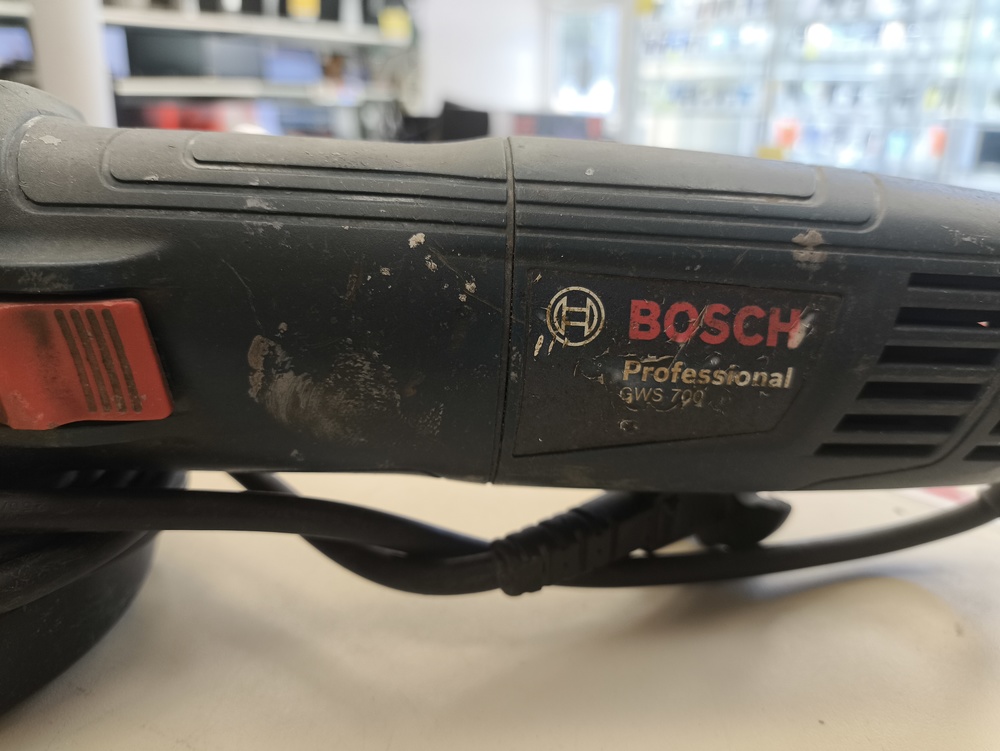 BOSCH
Professional
GWS 700